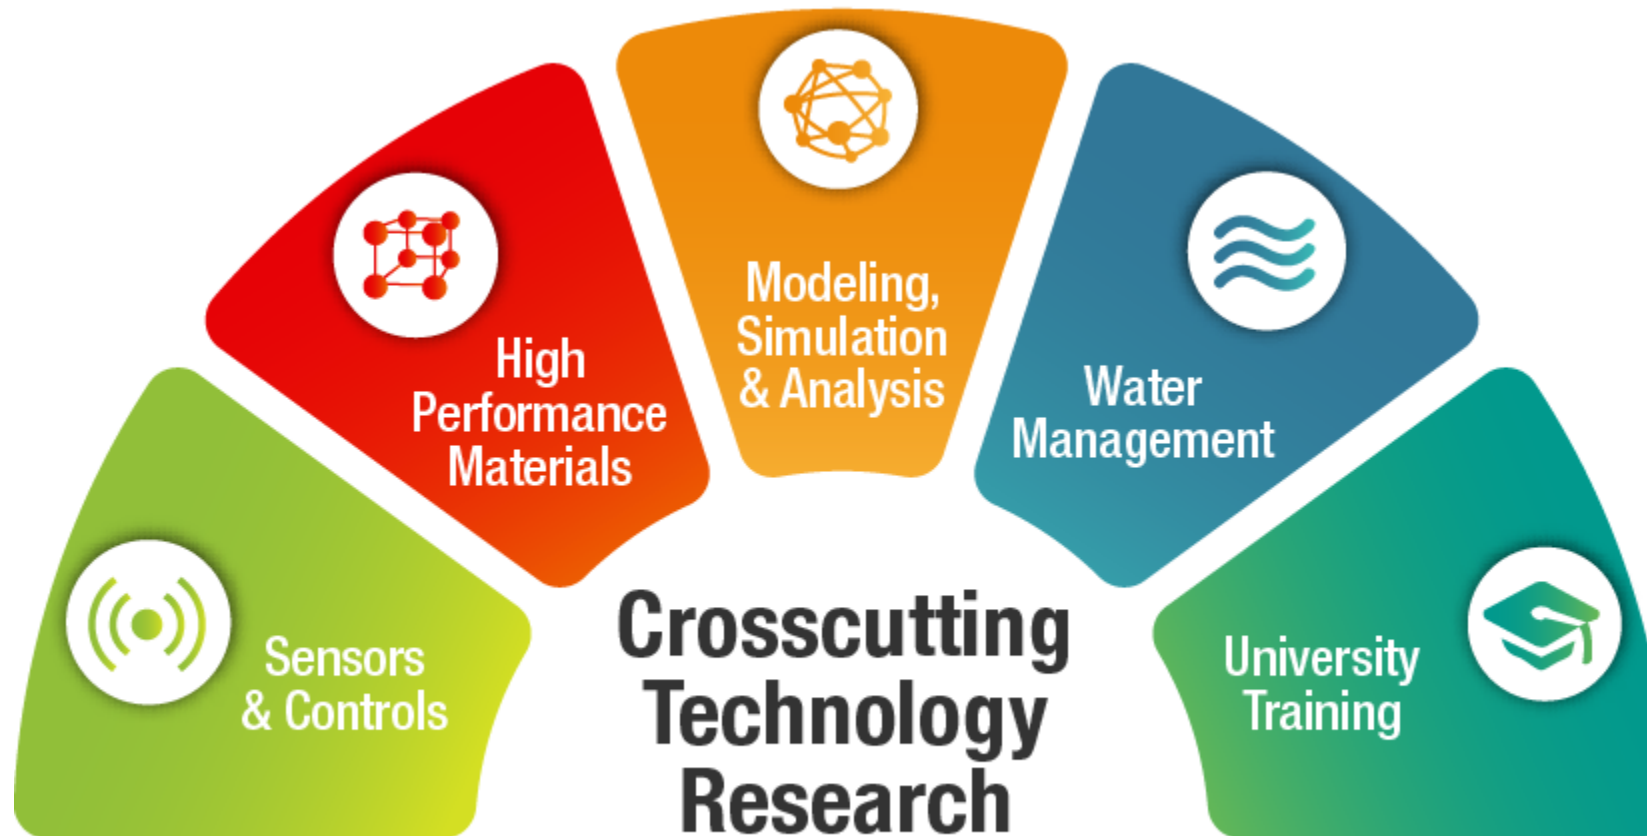 Sensors
& Controls
High
Performance
Materials
Modeling,
Simulation
& Analysis
Water
Management
University
Training
Crosscutting
Technology
Research